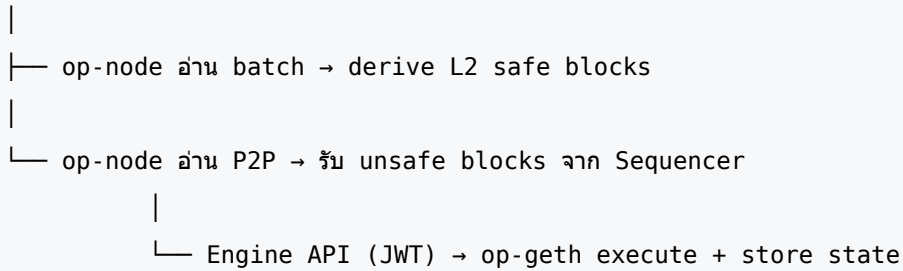 │
├── op-node อ่าน batch → derive L2 safe blocks
│
└── op-node อ่าน P2P → รับ unsafe blocks จาก Sequencer
          │
          └── Engine API (JWT) → op-geth execute + store state